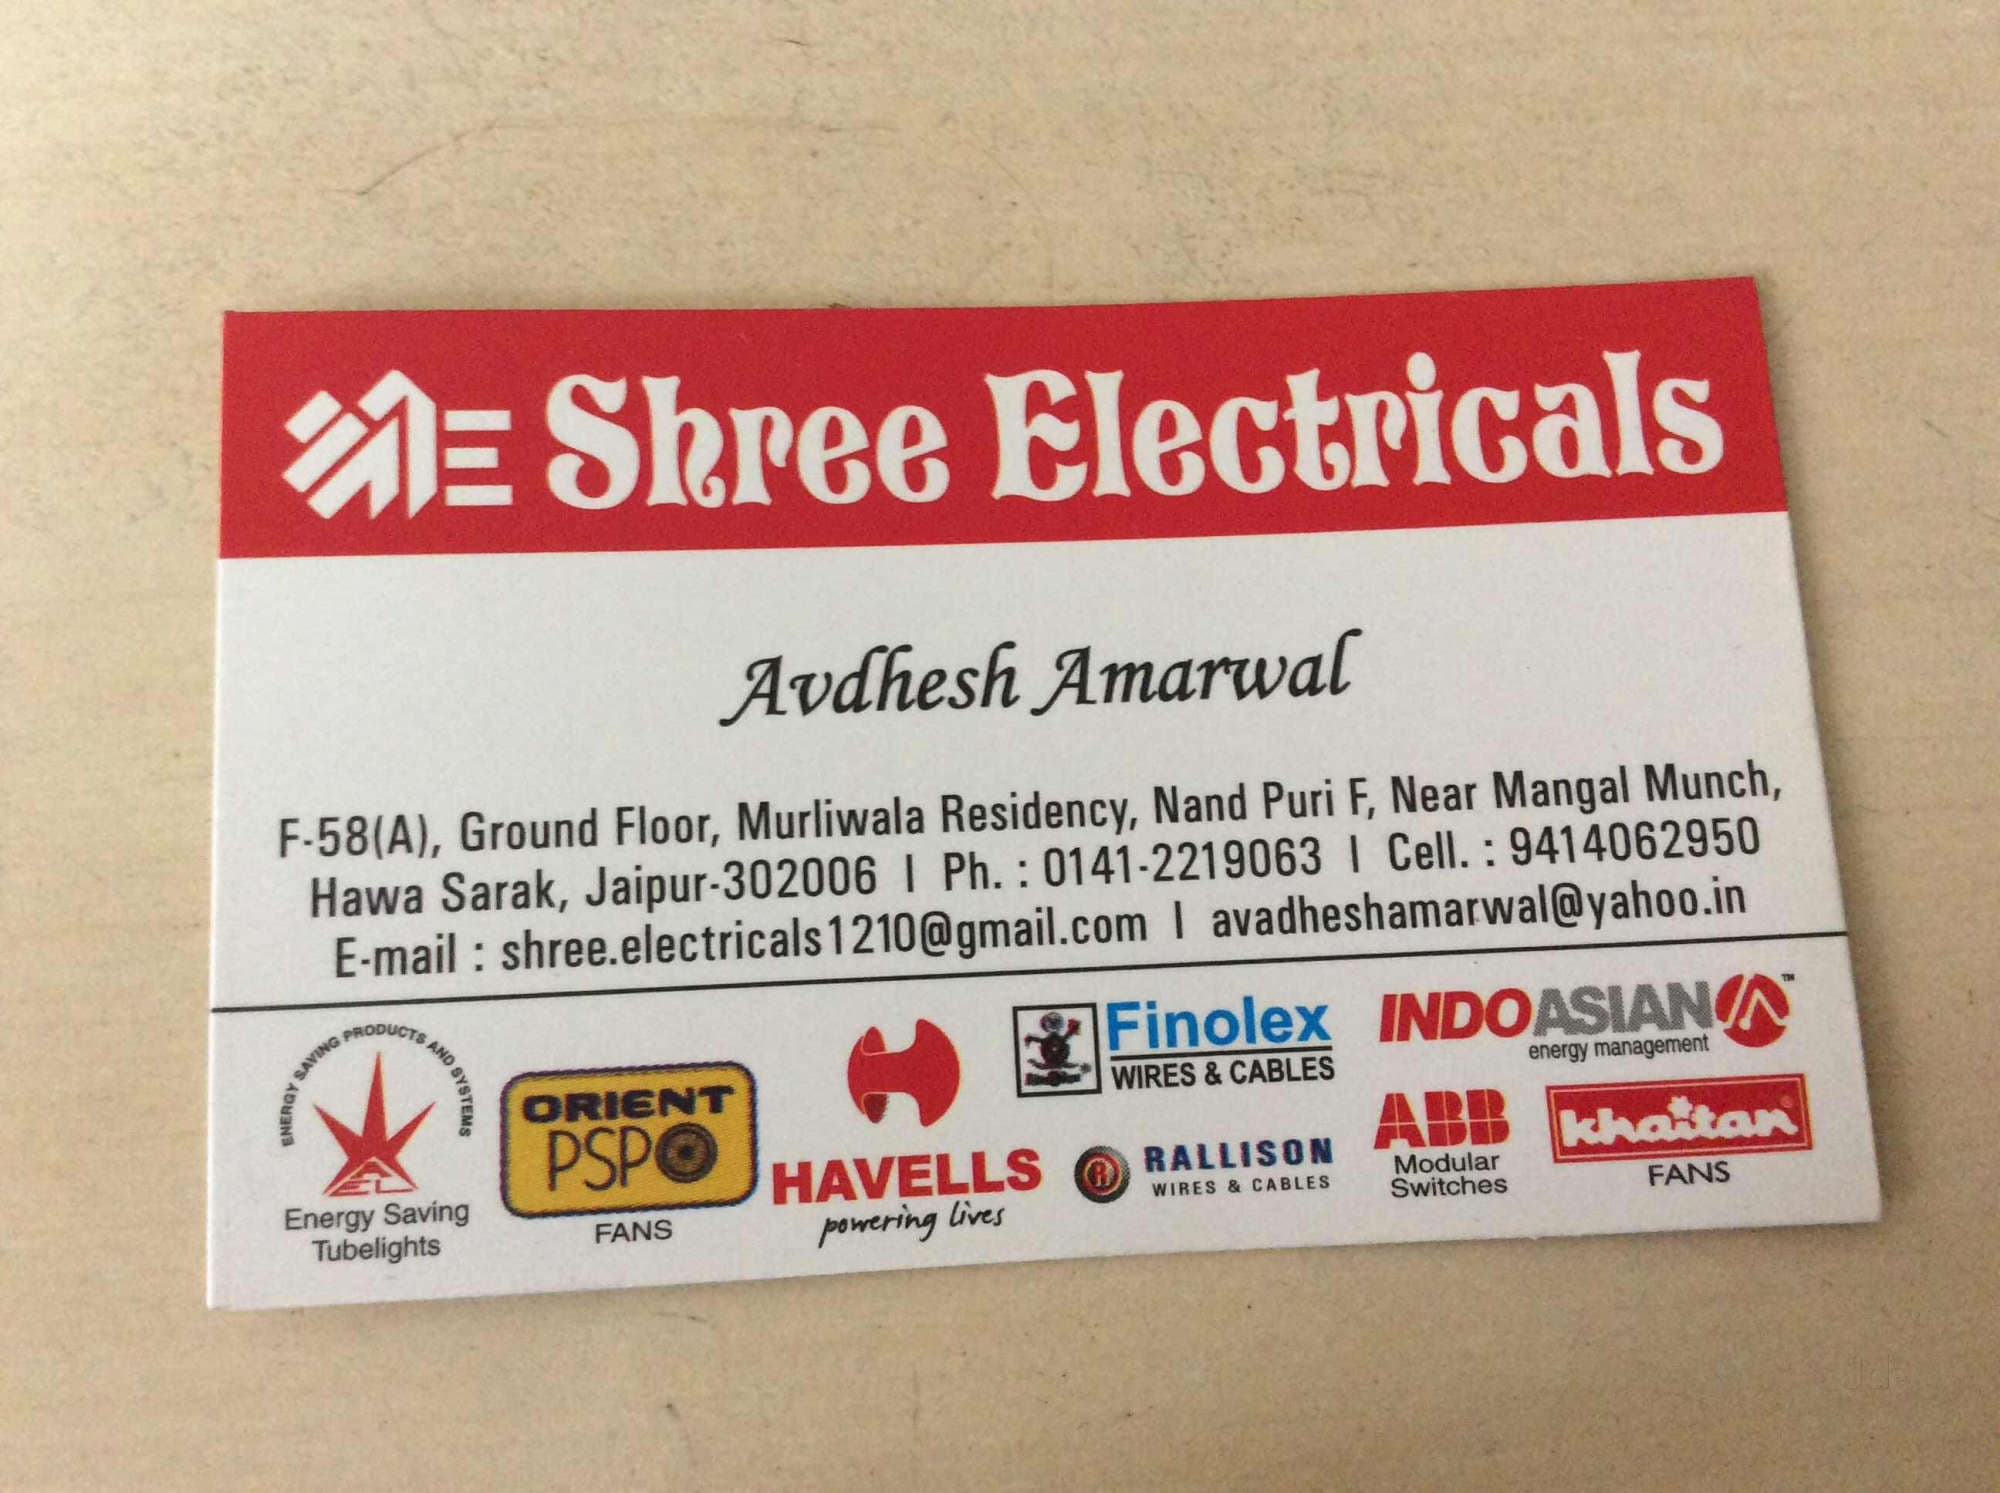 Shree Electricals
Avdhesh Amarwal
F-58(A), Ground Floor, Murliwala Residency, Nand Puri F, Near Mangal Munch,
Hawa Sarak, Jaipur-302006 I Ph. : 0141-2219063 I Cell. : 9414062950
E-mail : shree.electricals1210@gmail.com I avadheshamarwal@yahoo.in
ENERGY SAVING PRODUCTS AND SYSTEMS
Energy Saving
Tubelights
ORIENT
PSPO
FANS
HAVELLS
powering lives
Finolex
WIRES & CABLES
RALLISON
WIRES & CABLES
INDOASIAN™
energy management
ABB
Modular
Switches
khaitan
FANS